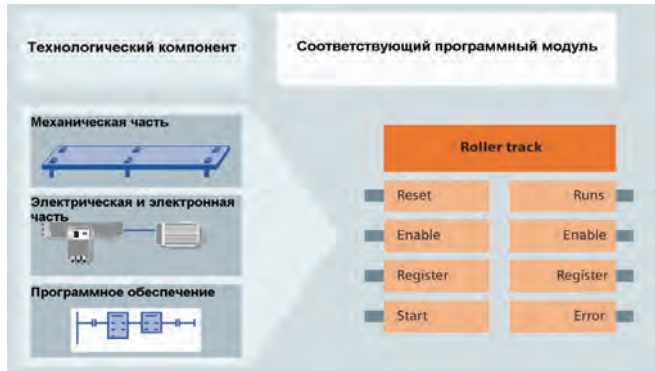 Технологический компонент
Соответствующий программный модуль
Механическая часть
Электрическая и электронная
часть
Программное обеспечение
Roller track
Reset
Runs
Enable
Enable
Register
Register
Start
Error